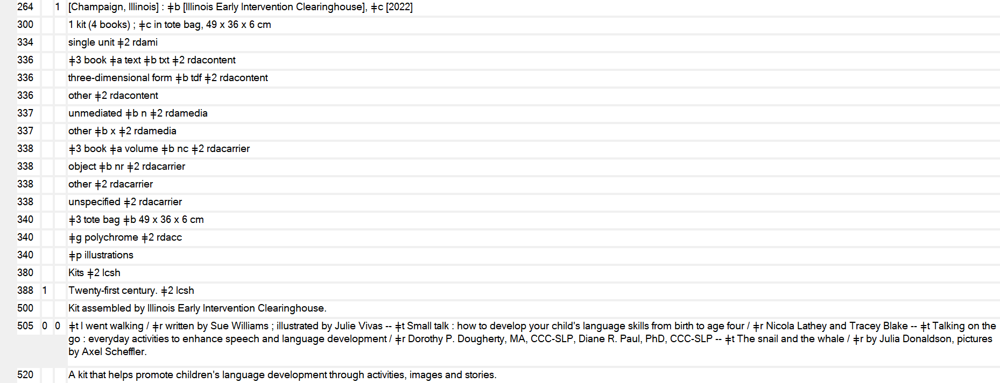 264 1 [Champaign, Illinois] : ǂb [Illinois Early Intervention Clearinghouse], ǂc [2022]
300 1 kit (4 books) ; ǂc in tote bag, 49 x 36 x 6 cm
334 single unit ǂ2 rdami
336 ǂ3 book ǂa text ǂb txt ǂ2 rdacontent
336 three-dimensional form ǂb tdf ǂ2 rdacontent
336 other ǂ2 rdacontent
337 unmediated ǂb n ǂ2 rdamedia
337 other ǂb x ǂ2 rdamedia
338 ǂ3 book ǂa volume ǂb nc ǂ2 rdacarrier
338 object ǂb nr ǂ2 rdacarrier
338 other ǂ2 rdacarrier
338 unspecified ǂ2 rdacarrier
340 ǂ3 tote bag ǂb 49 x 36 x 6 cm
340 ǂg polychrome ǂ2 rdacc
340 ǂp illustrations
380 Kits ǂ2 lcsh
388 1 Twenty-first century. ǂ2 lcsh
500 Kit assembled by Illinois Early Intervention Clearinghouse.
505 0 0 ǂt I went walking / ǂr written by Sue Williams ; illustrated by Julie Vivas -- ǂt Small talk : how to develop your child's language skills from birth to age four / ǂr Nicola Lathey and Tracey Blake -- ǂt Talking on the
go : everyday activities to enhance speech and language development / ǂr Dorothy P. Dougherty, MA, CCC-SLP, Diane R. Paul, PhD, CCC-SLP -- ǂt The snail and the whale / ǂr by Julia Donaldson, pictures
by Axel Scheffler.
520 A kit that helps promote children's language development through activities, images and stories.